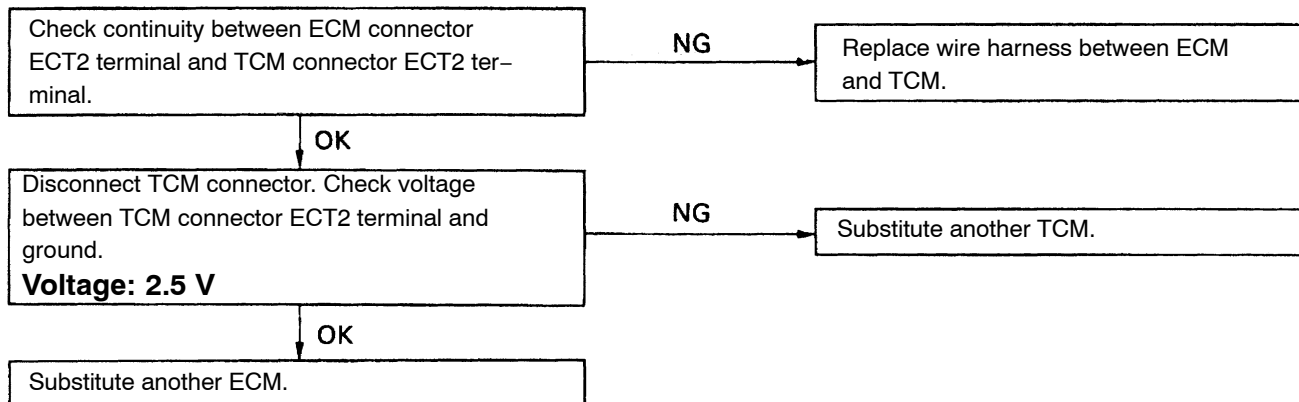 Check continuity between ECM connector
ECT2 terminal and TCM connector ECT2 ter–
minal.
NG
Replace wire harness between ECM
and TCM.
OK
Disconnect TCM connector. Check voltage
between TCM connector ECT2 terminal and
ground.
Voltage: 2.5 V
NG
Substitute another TCM.
OK
Substitute another ECM.